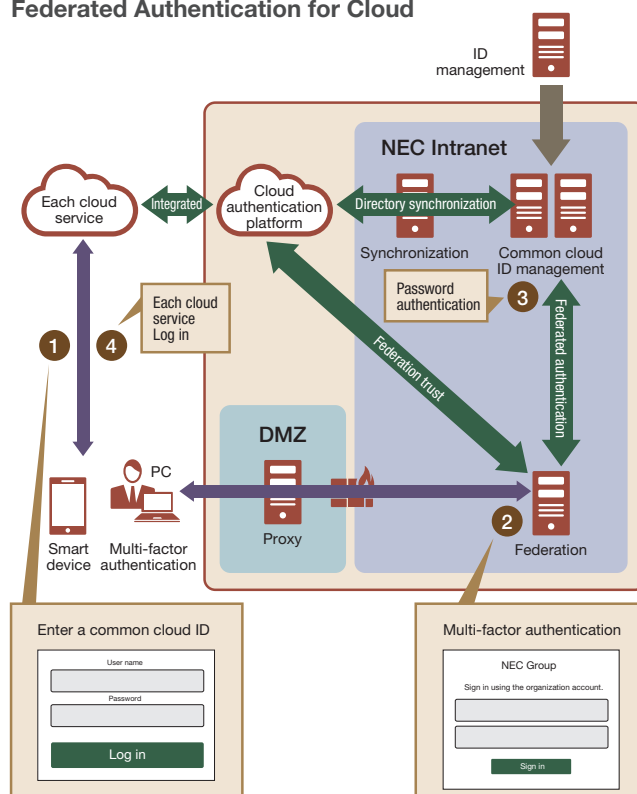 Federated Authentication for Cloud
ID
management
NEC Intranet
Each cloud
service
Integrated
Cloud
authentication
platform
Directory synchronization
Synchronization
Common cloud
ID management
Password
authentication
3
Each cloud
service
Log in
1
4
Federation trust
Federated authentication
DMZ
PC
Proxy
2
Smart
device
Multi-factor
authentication
Federation
Enter a common cloud ID
User name
Password
Log in
Multi-factor authentication
NEC Group
Sign in using the organization account.
Sign in